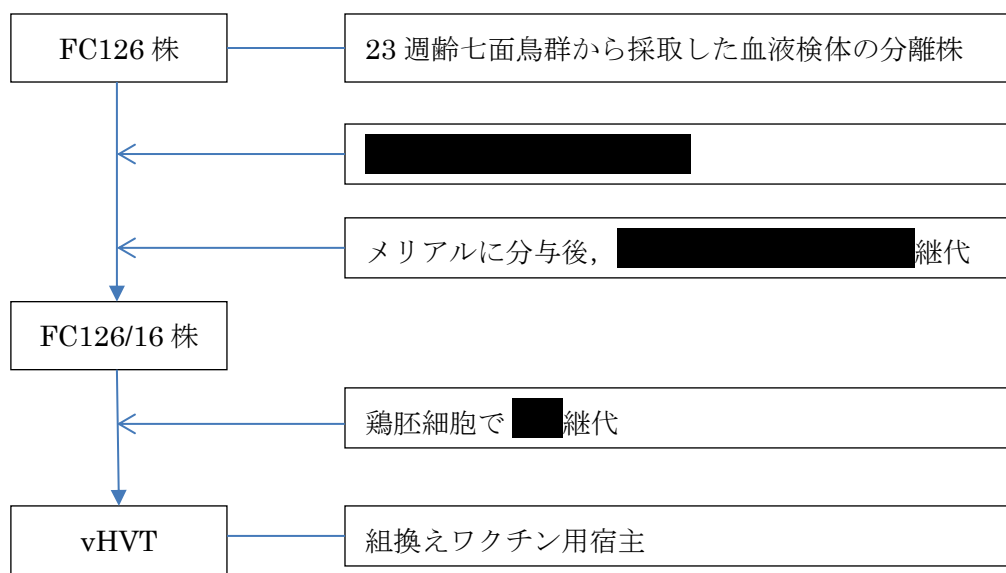 FC126 株
23 週齢七面鳥群から採取した血液検体の分離株
メリアルに分与後,
継代
FC126/16 株
鶏胚細胞で
継代
vHVT
組換えワクチン用宿主